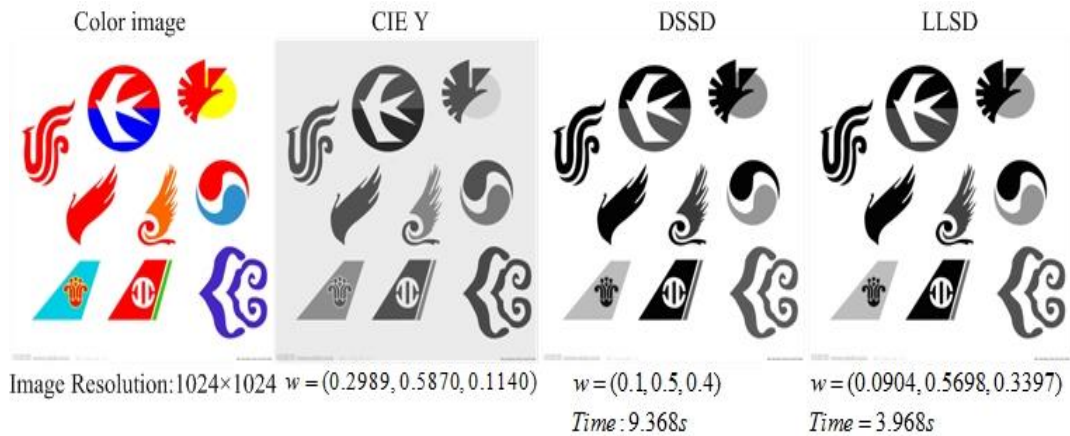 Color image
CIE Y
DSSD
LLSD
Image Resolution:1024×1024
w = (0.2989, 0.5870, 0.1140)
w = (0.1, 0.5, 0.4)
w = (0.0904, 0.5698, 0.3397)
Time : 9.368s
Time = 3.968s